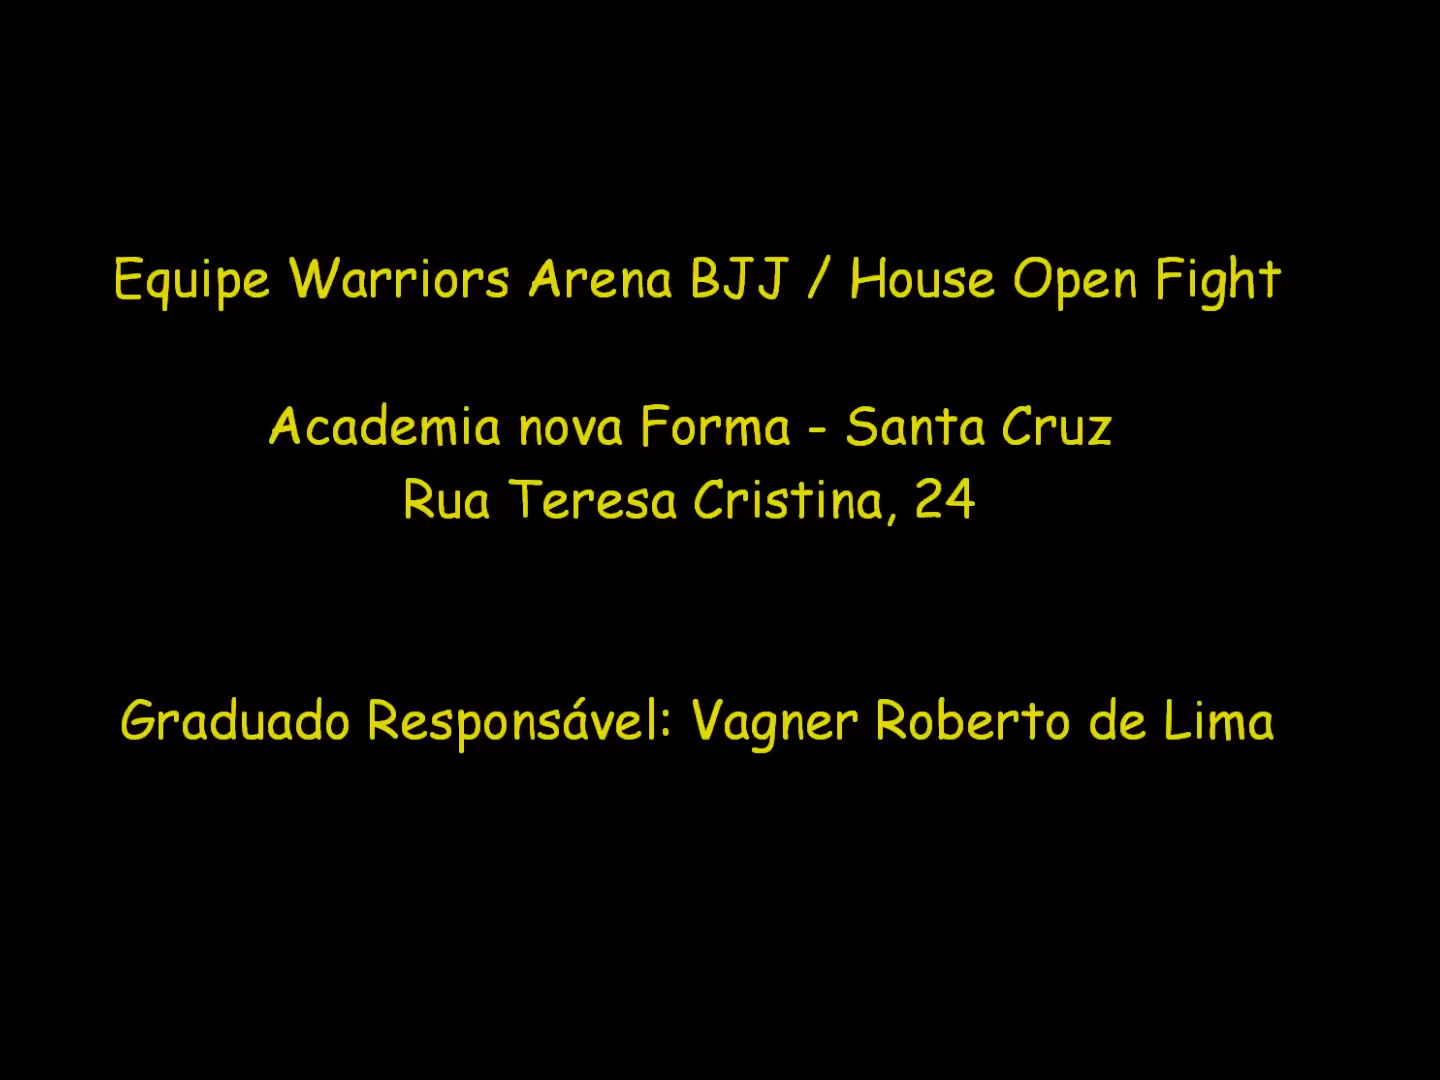 Equipe Warriors Arena BJJ / House Open Fight
Academia nova Forma - Santa Cruz
Rua Teresa Cristina, 24
Graduado Responsável: Vagner Roberto de Lima